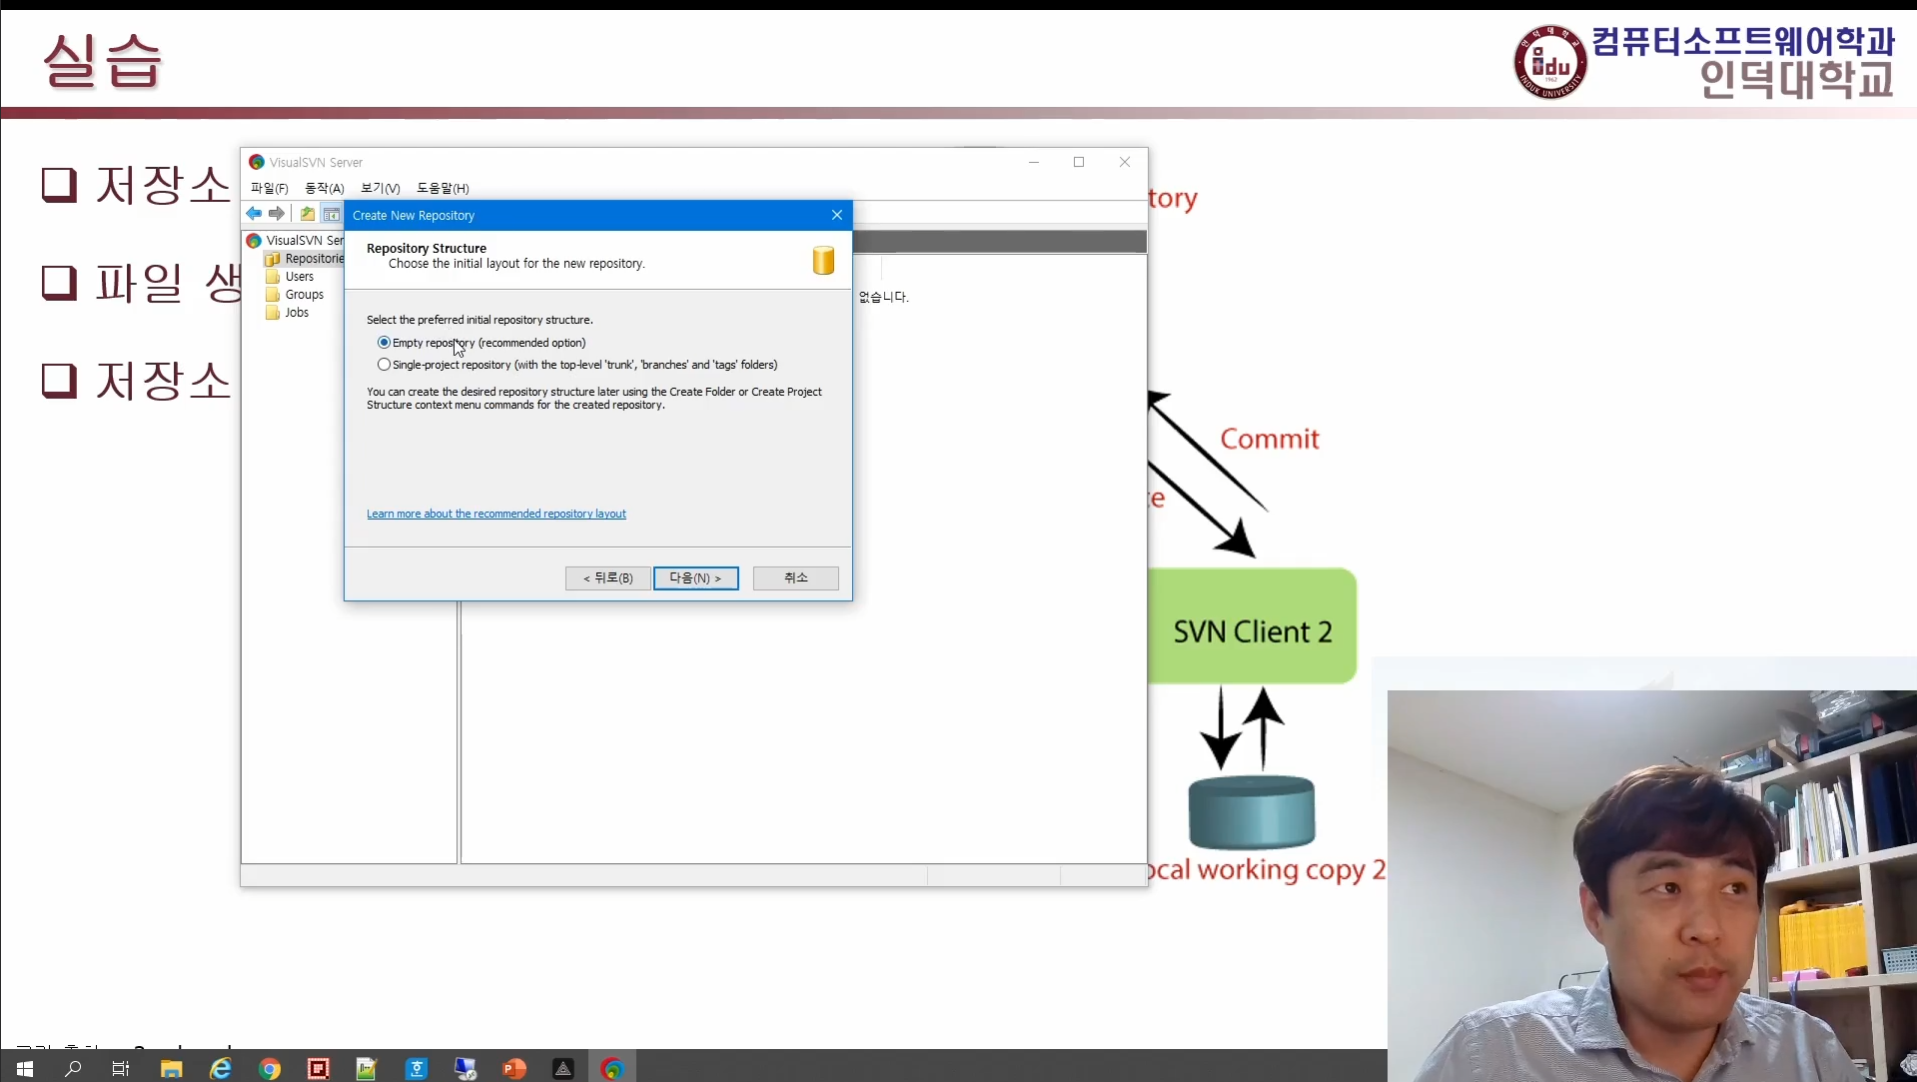 실습
컴퓨터소프트웨어학과
인덕대학교
idu
INDUK UNIVERSITY
1962
저장소
파일 생
저장소
VisualSVN Server
파일(F) 동작(A) 보기(V) 도움말(H)
VisualSVN Ser
Repositorie
Users
Groups
Jobs
Create New Repository
Repository Structure
Choose the initial layout for the new repository.
Select the preferred initial repository structure.
Empty repository (recommended option)
Single-project repository (with the top-level 'trunk', 'branches' and 'tags' folders)
You can create the desired repository structure later using the Create Folder or Create Project
Structure context menu commands for the created repository.
Learn more about the recommended repository layout
< 뒤로(B) 다음(N) > 취소
없습니다.
tory
Commit
te
SVN Client 2
ocal working copy 2